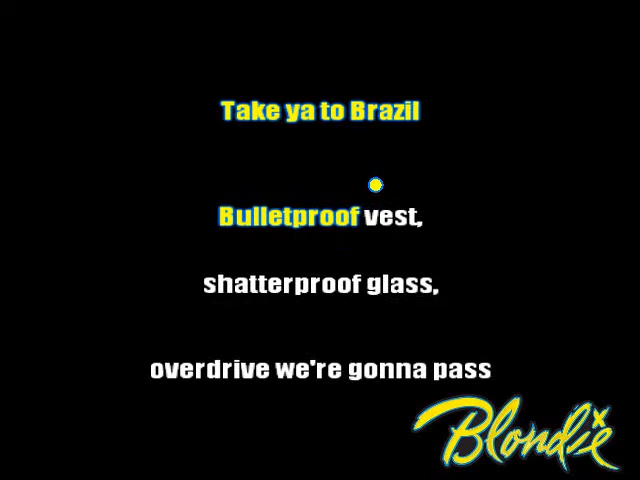 Take ya to Brazil
Bulletproof vest,
shatterproof glass,
overdrive we're gonna pass
Blondie